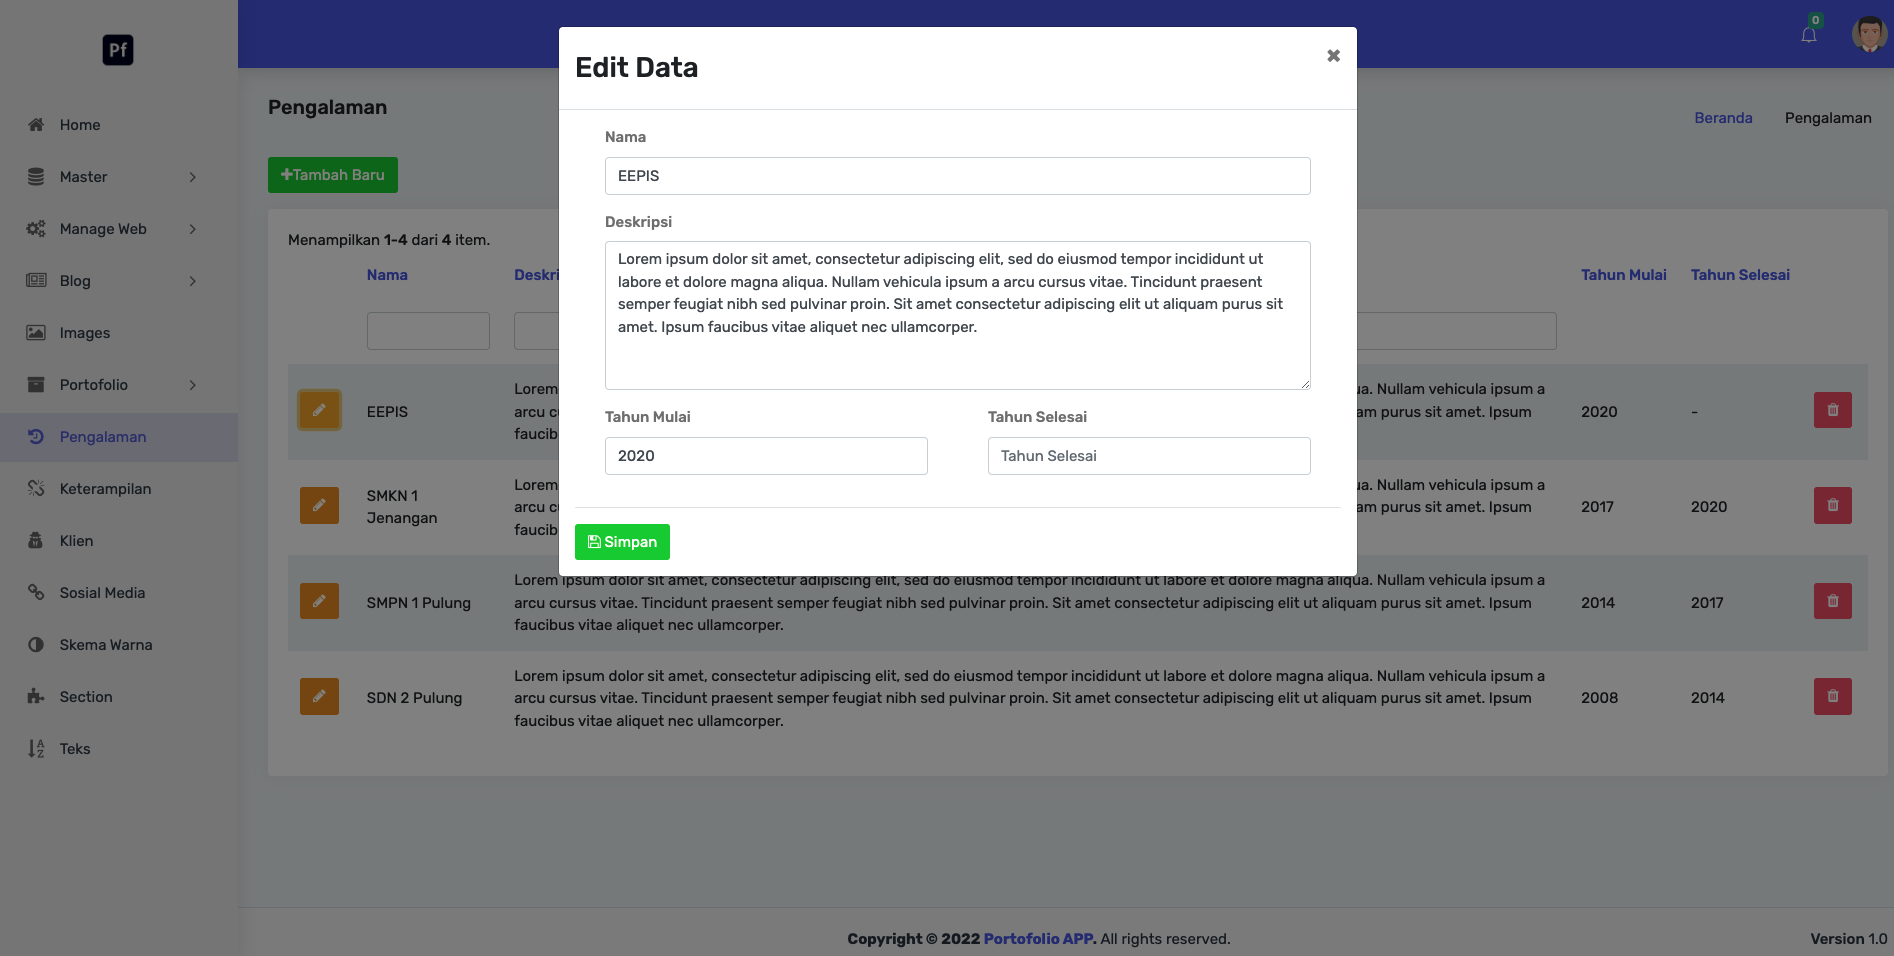 Pf
0
Home
Master
Manage Web
Blog
Images
Portofolio
Pengalaman
Keterampilan
Klien
Sosial Media
Skema Warna
Section
Teks
Pengalaman
Beranda Pengalaman
Tambah Baru
Menampilkan 1-4 dari 4 item.
Nama Deskri Tahun Mulai Tahun Selesai
EEPIS
Lorem
arcu c
faucib
ua. Nullam vehicula ipsum a
am purus sit amet. Ipsum
2020 -
SMKN 1
Jenangan
Lorem
arcu c
faucib
ua. Nullam vehicula ipsum a
am purus sit amet. Ipsum
2017 2020
SMPN 1 Pulung
Lorem ipsum dolor sit amet, consectetur adipiscing elit, sed do eiusmod tempor incididunt ut labore et dolore magna aliqua. Nullam vehicula ipsum a
arcu cursus vitae. Tincidunt praesent semper feugiat nibh sed pulvinar proin. Sit amet consectetur adipiscing elit ut aliquam purus sit amet. Ipsum
faucibus vitae aliquet nec ullamcorper.
2014 2017
SDN 2 Pulung
Lorem ipsum dolor sit amet, consectetur adipiscing elit, sed do eiusmod tempor incididunt ut labore et dolore magna aliqua. Nullam vehicula ipsum a
arcu cursus vitae. Tincidunt praesent semper feugiat nibh sed pulvinar proin. Sit amet consectetur adipiscing elit ut aliquam purus sit amet. Ipsum
faucibus vitae aliquet nec ullamcorper.
2008 2014
Edit Data
Nama
EEPIS
Deskripsi
Lorem ipsum dolor sit amet, consectetur adipiscing elit, sed do eiusmod tempor incididunt ut
labore et dolore magna aliqua. Nullam vehicula ipsum a arcu cursus vitae. Tincidunt praesent
semper feugiat nibh sed pulvinar proin. Sit amet consectetur adipiscing elit ut aliquam purus sit
amet. Ipsum faucibus vitae aliquet nec ullamcorper.
Tahun Mulai Tahun Selesai
2020 Tahun Selesai
Simpan
Copyright © 2022 Portofolio APP. All rights reserved.
Version 1.0